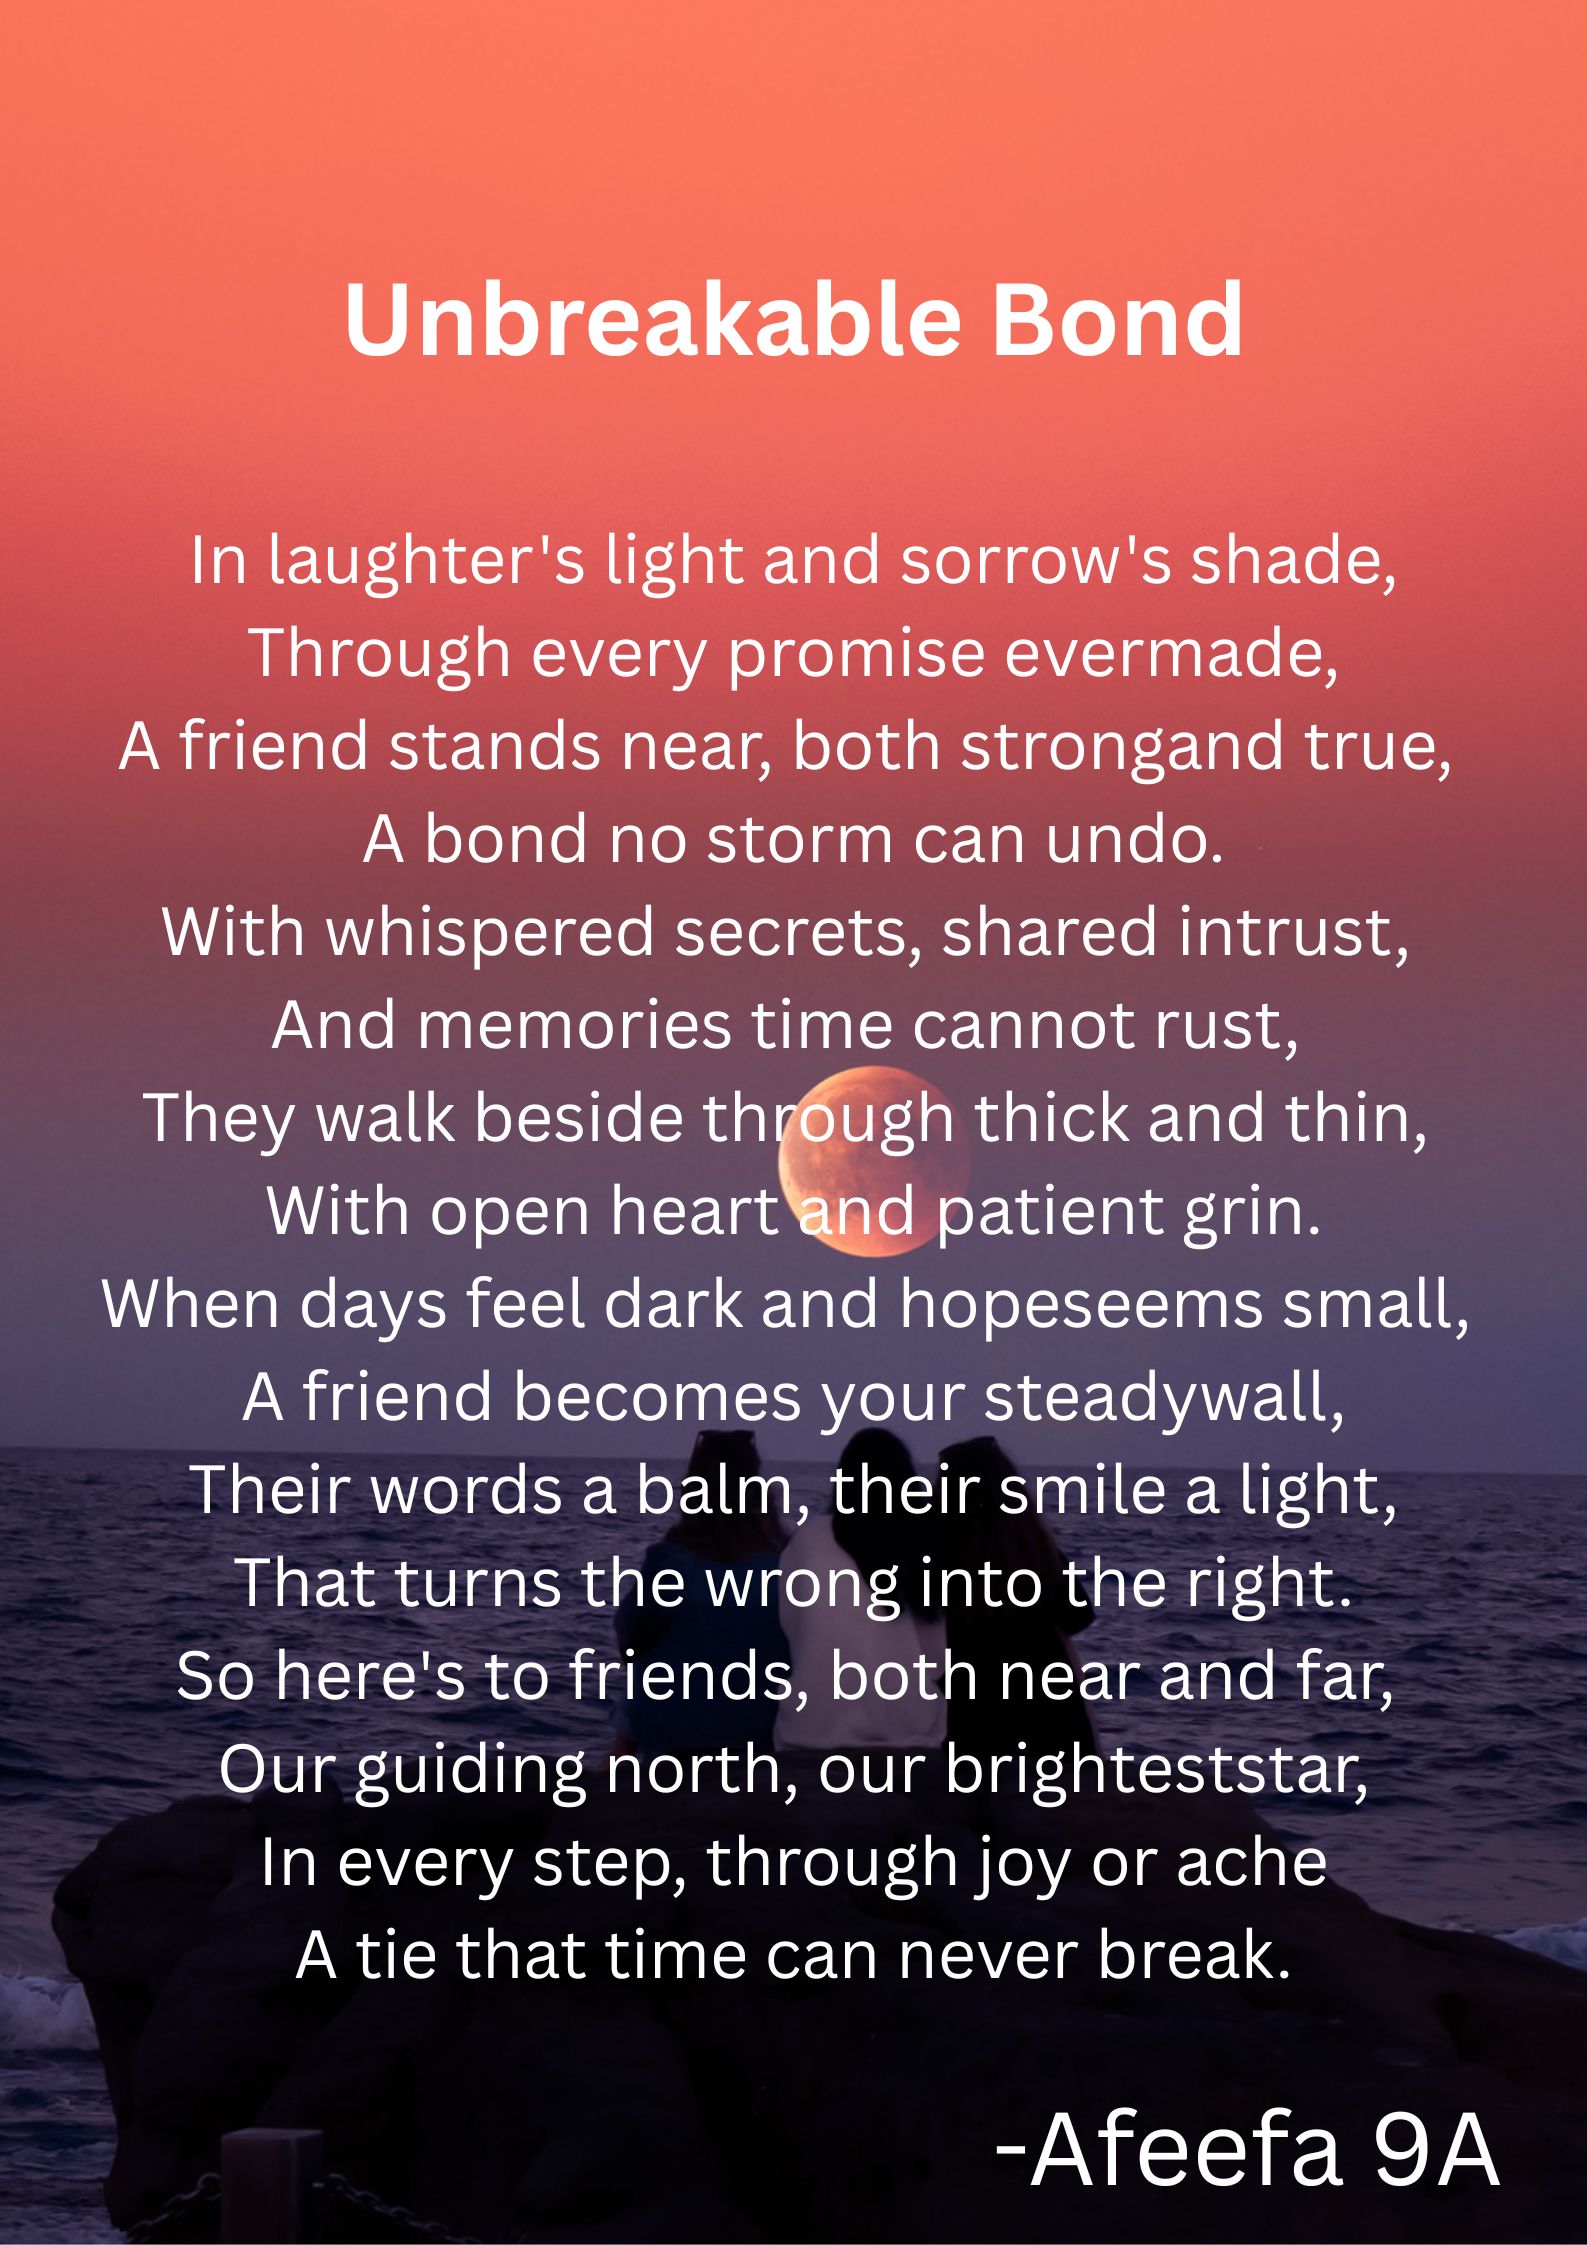 Unbreakable Bond
In laughter's light and sorrow's shade,
Through every promise evermade,
A friend stands near, both strongand true,
A bond no storm can undo.
With whispered secrets, shared intrust,
And memories time cannot rust,
They walk beside through thick and thin,
With open heart and patient grin.
When days feel dark and hopeseems small,
A friend becomes your steadywall,
Their words a balm, their smile a light,
That turns the wrong into the right.
So here's to friends, both near and far,
Our guiding north, our brighteststar,
In every step, through joy or ache
A tie that time can never break.
-Afeefa 9A